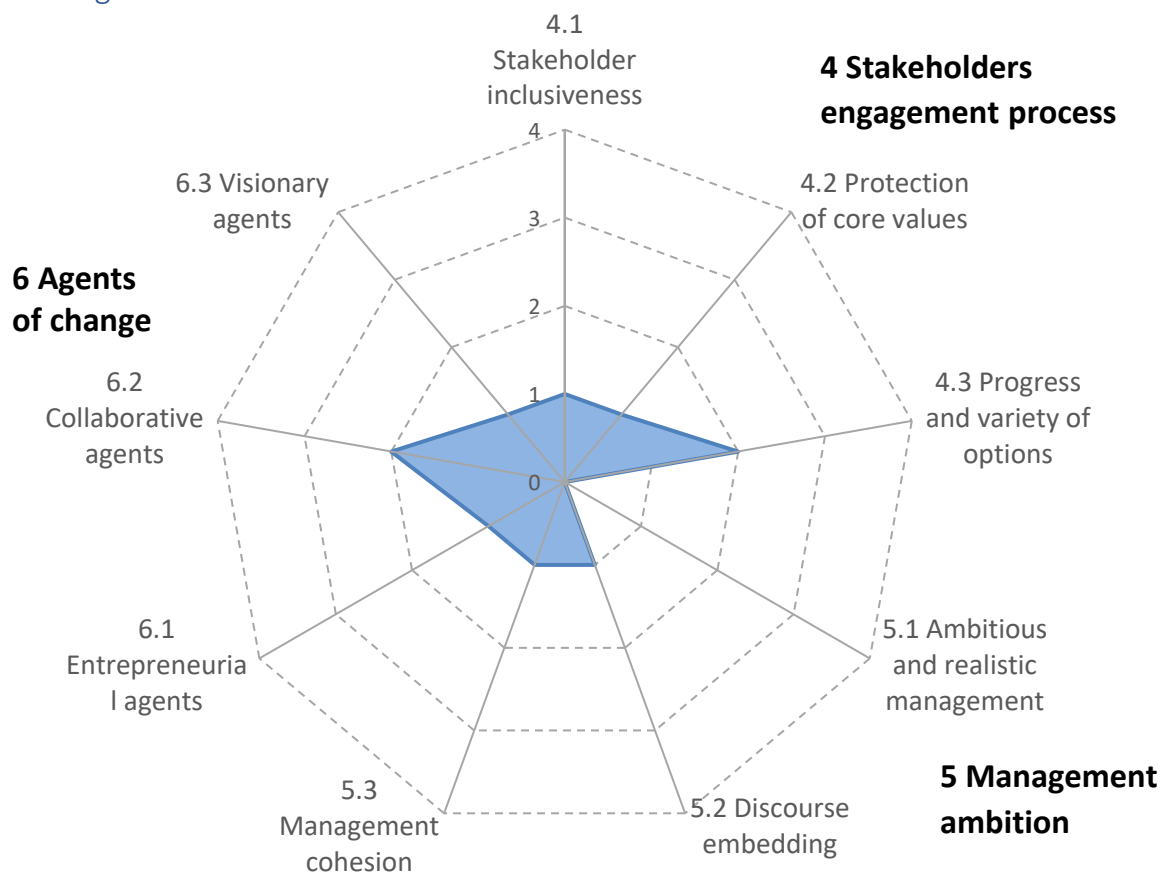 4.1
Stakeholder
inclusiveness
4 Stakeholders
engagement process
4.2 Protection
of core values
4.3 Progress
and variety of
options
5.1 Ambitious
and realistic
management
5 Management
ambition
5.2 Discourse
embedding
5.3
Management
cohesion
6.1
Entrepreneuria
l agents
6.2
Collaborative
agents
6 Agents
of change
6.3 Visionary
agents
4
3
2
1
0